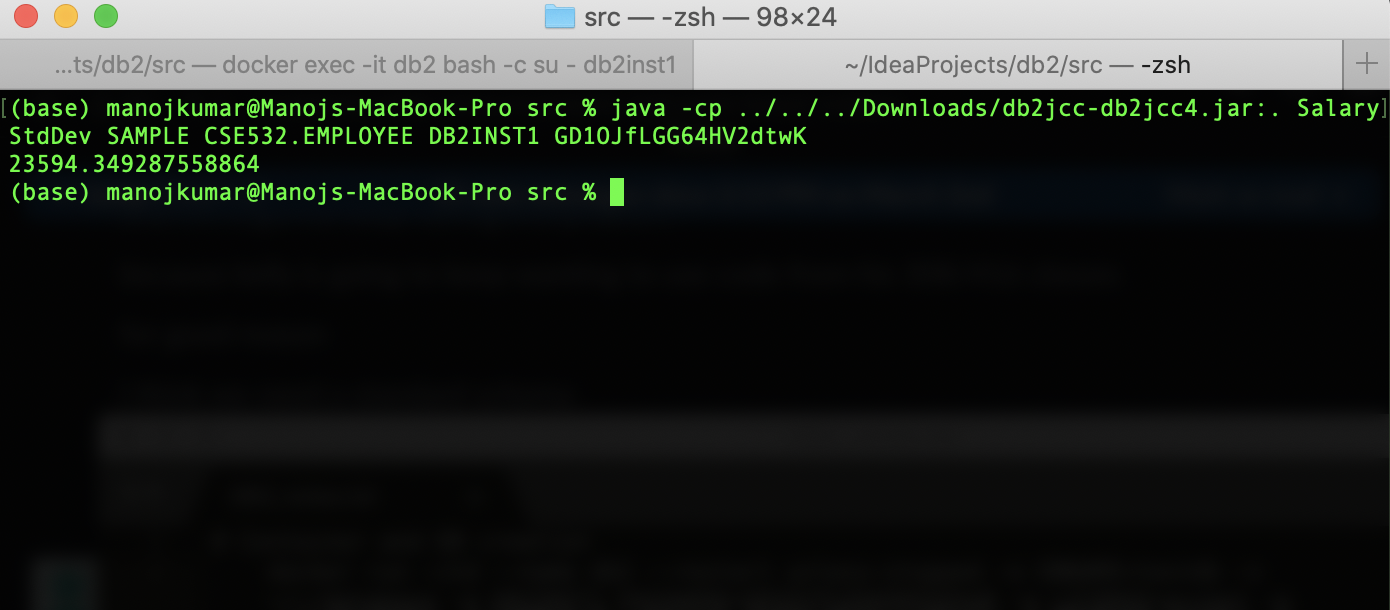 src — -zsh — 98×24
...ts/db2/src — docker exec -it db2 bash -c su - db2inst1
~/IdeaProjects/db2/src — -zsh
(base) manojkumar@Manojs-MacBook-Pro src % java -cp ../../../Downloads/db2jcc-db2jcc4.jar:. Salary
StdDev SAMPLE CSE532.EMPLOYEE DB2INST1 GD1OJfLGG64HV2dtwK
23594.349287558864
(base) manojkumar@Manojs-MacBook-Pro src %